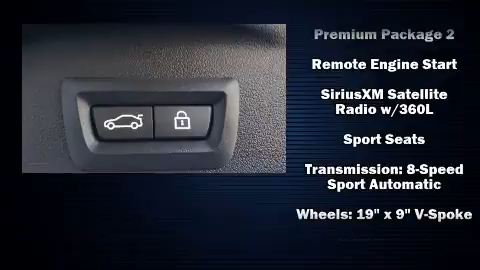 Premium Package 2
Remote Engine Start
SiriusXM Satellite
Radio w/360L
Sport Seats
Transmission: 8-Speed
Sport Automatic
Wheels: 19" x 9" V-Spoke